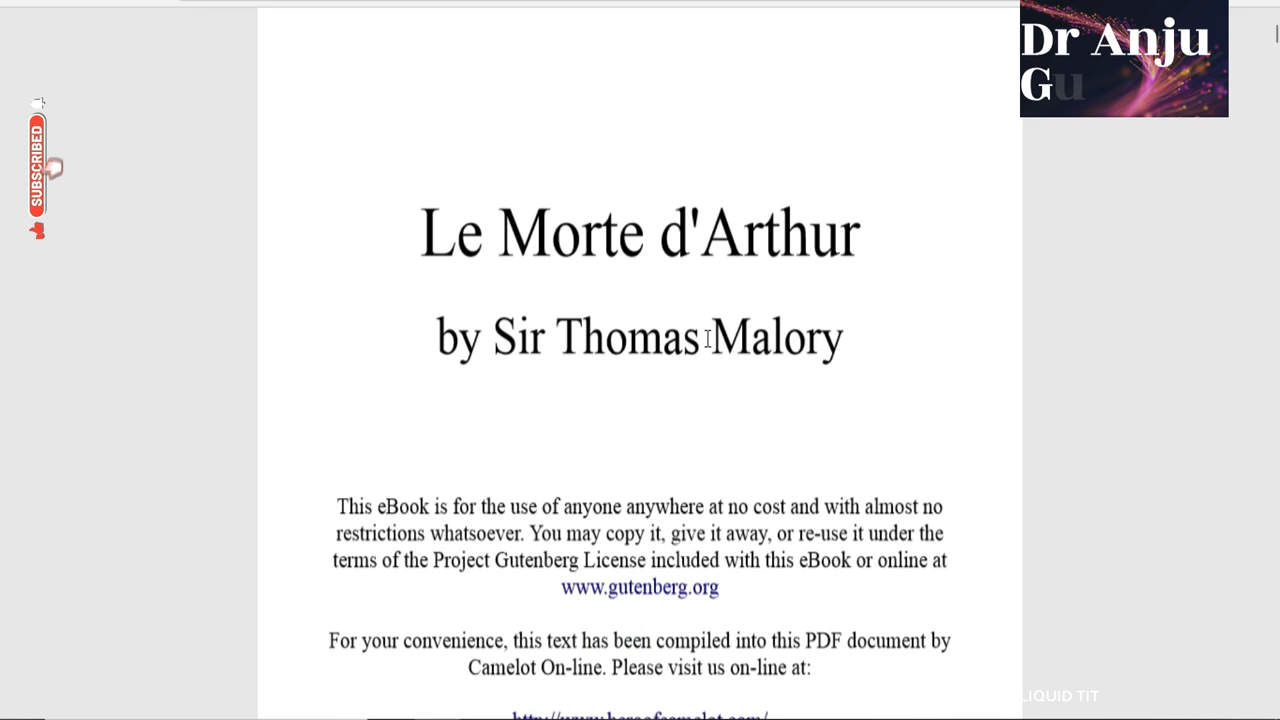 Dr Anju
Gu
SUBSCRIBED
Le Morte d'Arthur
by Sir Thomas Malory
This eBook is for the use of anyone anywhere at no cost and with almost no
restrictions whatsoever. You may copy it, give it away, or re-use it under the
terms of the Project Gutenberg License included with this eBook or online at
www.gutenberg.org
For your convenience, this text has been compiled into this PDF document by
Camelot On-line. Please visit us on-line at:
LIQUID TIT